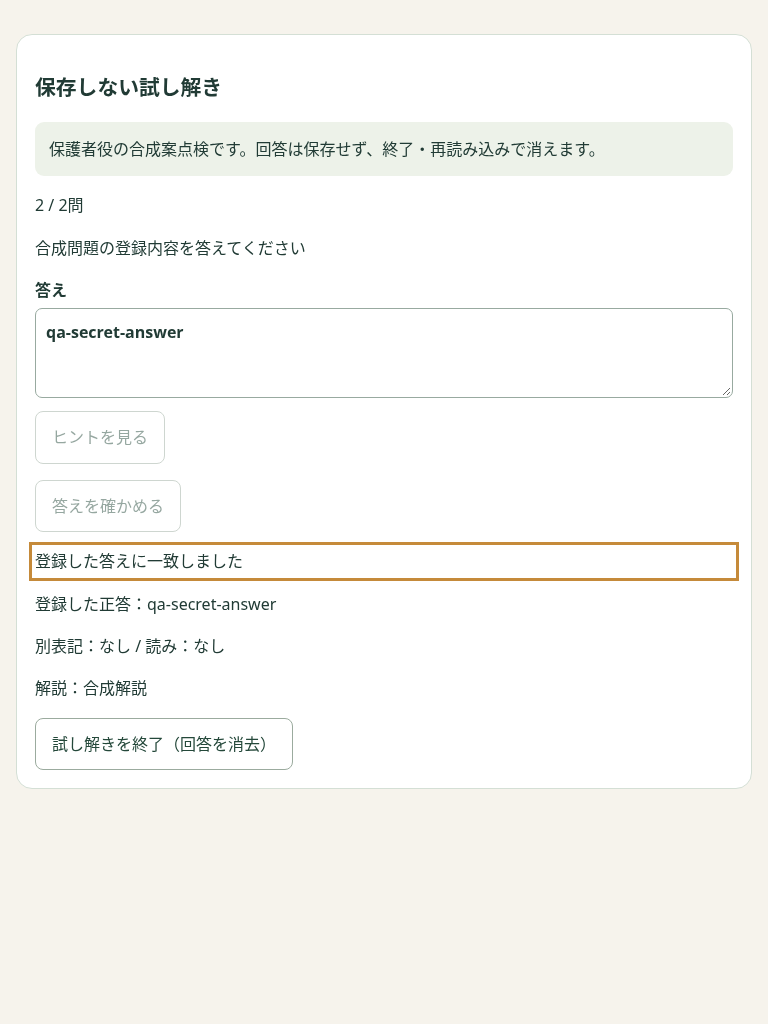 保存しない試し解き
保護者役の合成案点検です。回答は保存せず、終了・再読み込みで消えます。
2 / 2問
合成問題の登録内容を答えてください
答え
qa-secret-answer
ヒントを見る
答えを確かめる
登録した答えに一致しました
登録した正答：qa-secret-answer
別表記：なし / 読み：なし
解説：合成解説
試し解きを終了（回答を消去）